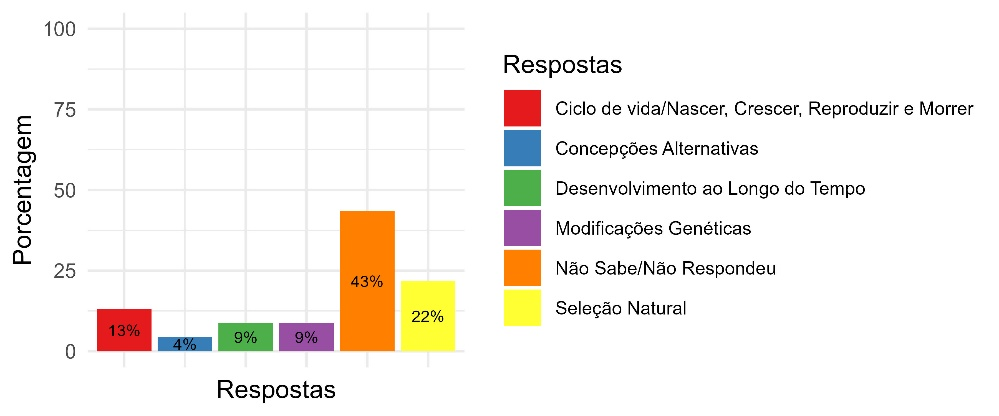 100
75
50
25
0
Porcentagem
13%
4%
9%
9%
43%
22%
Respostas
Respostas
Ciclo de vida/Nascer, Crescer, Reproduzir e Morrer
Concepções Alternativas
Desenvolvimento ao Longo do Tempo
Modificações Genéticas
Não Sabe/Não Respondeu
Seleção Natural